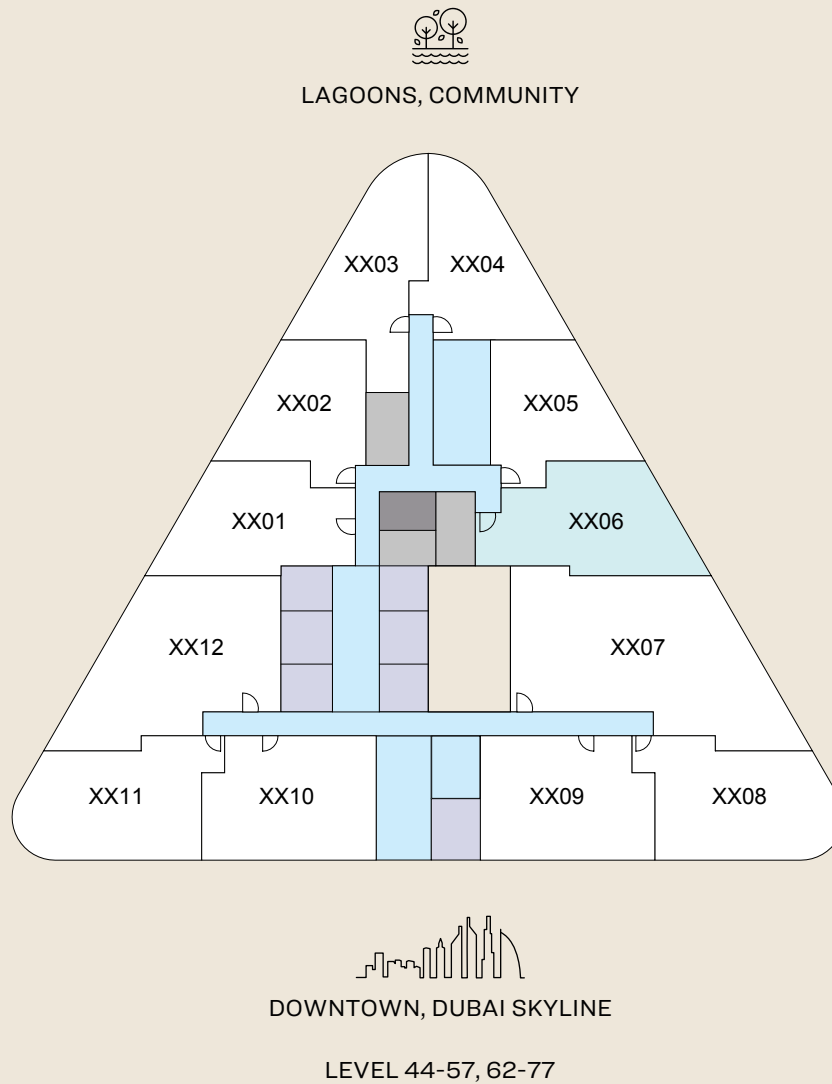 LAGOONS, COMMUNITY
XX03
XX04
XX02
XX05
XX01
XX06
XX12
XX07
XX11
XX10
XX09
XX08
DOWNTOWN, DUBAI SKYLINE
LEVEL 44-57, 62-77